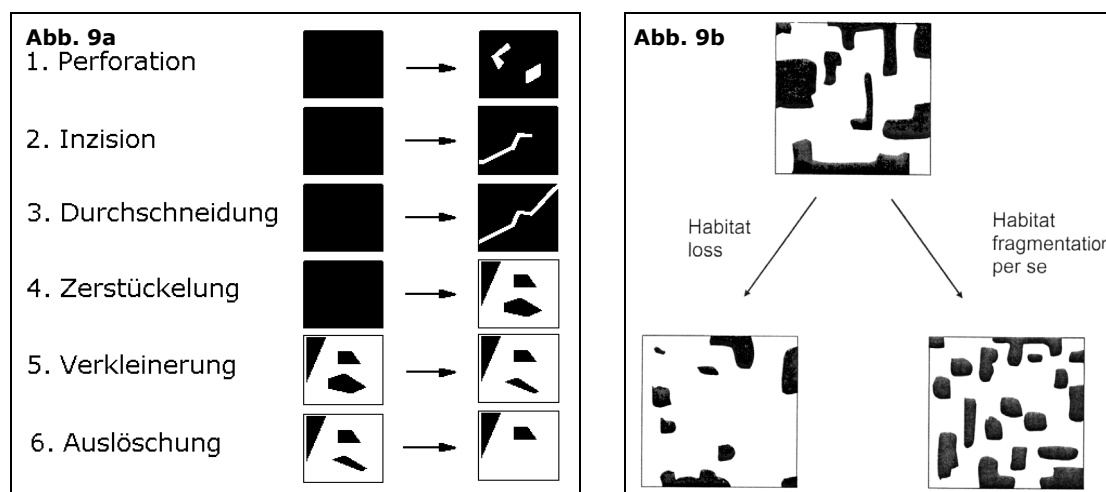 Abb. 9a
1. Perforation
2. Inzision
3. Durchschneidung
4. Zerstückelung
5. Verkleinerung
6. Auslöschung
Abb. 9b
Habitat
loss
Habitat
fragmentation
per se